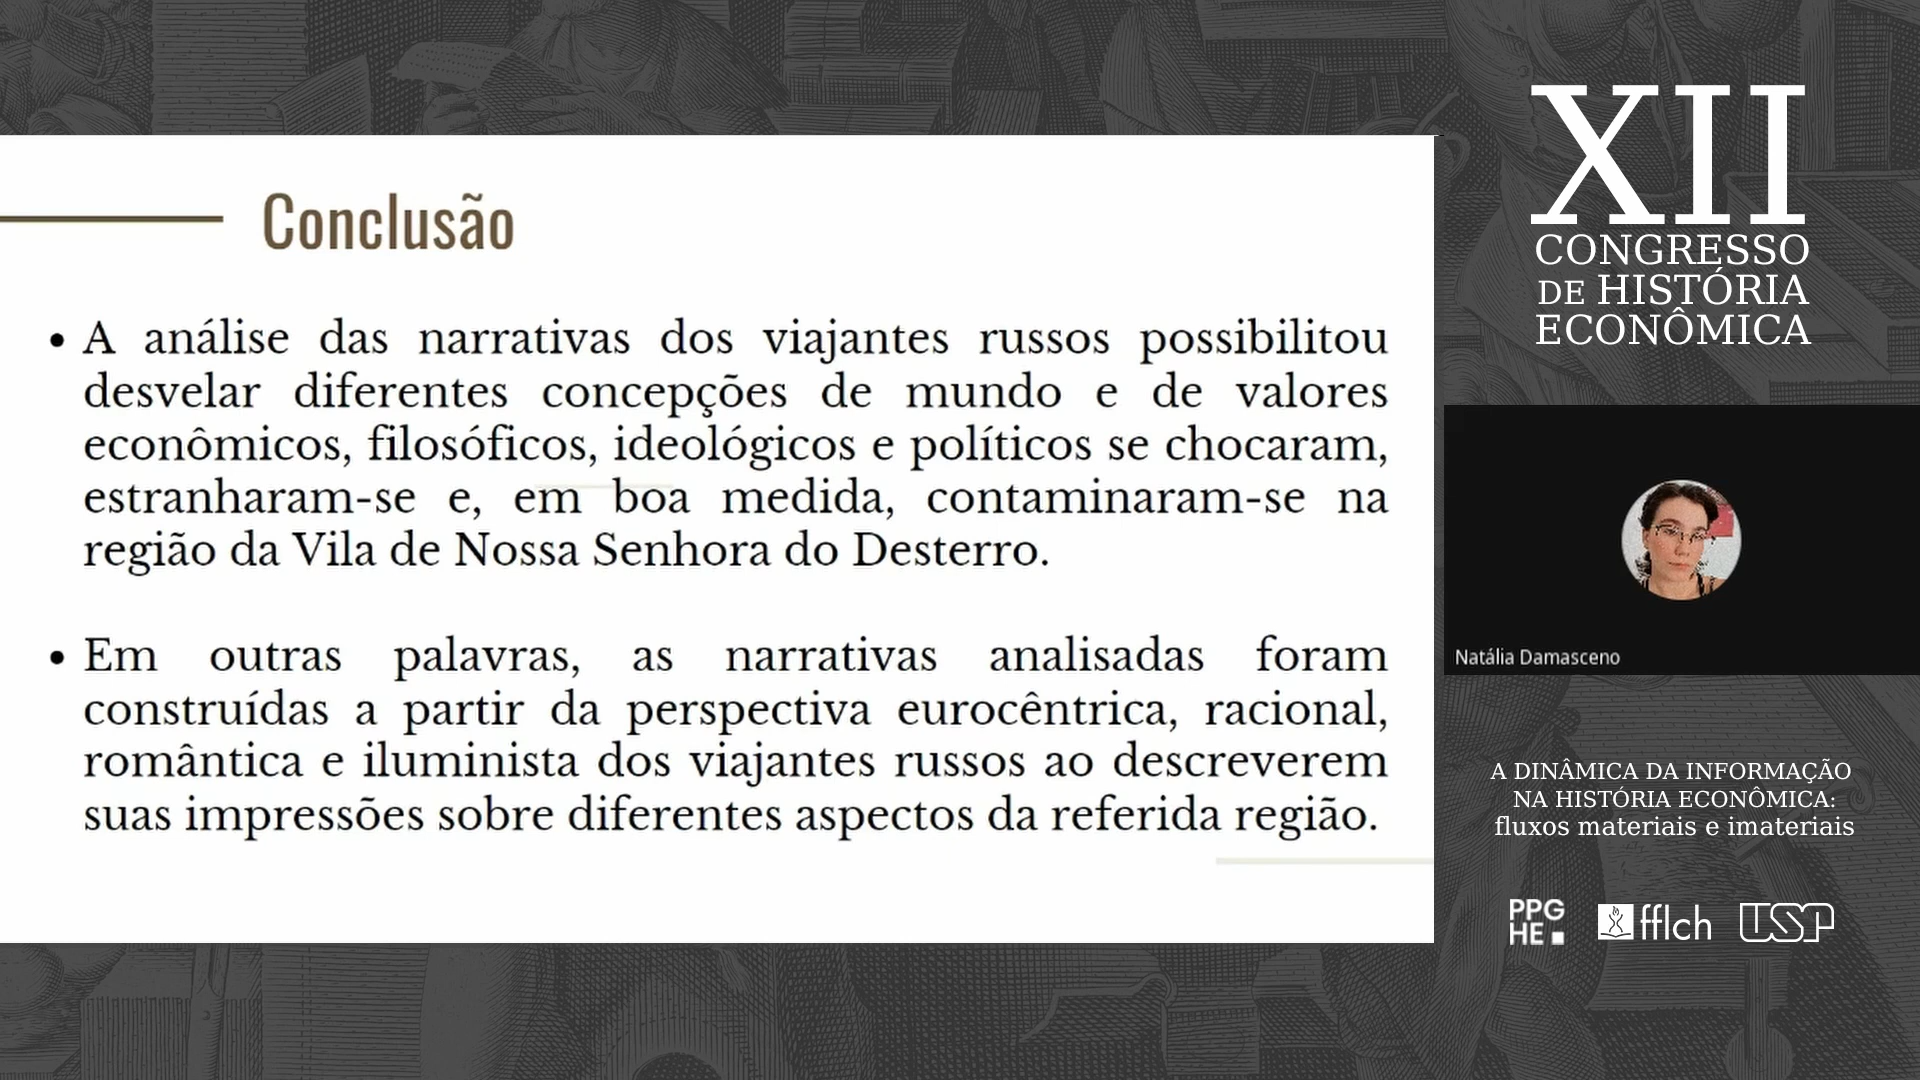 Conclusão
• A análise das narrativas dos viajantes russos possibilitou
desvelar diferentes concepções de mundo e de valores
econômicos, filosóficos, ideológicos e políticos se chocaram,
estranharam-se e, em boa medida, contaminaram-se na
região da Vila de Nossa Senhora do Desterro.
• Em outras palavras, as narrativas analisadas foram
construídas a partir da perspectiva eurocêntrica, racional,
romântica e iluminista dos viajantes russos ao descreverem
suas impressões sobre diferentes aspectos da referida região.
XII
CONGRESSO
DE HISTÓRIA
ECONÔMICA
Natália Damasceno
A DINÂMICA DA INFORMAÇÃO
NA HISTÓRIA ECONÔMICA:
fluxos materiais e imateriais
PPG
HE
fflch
USP